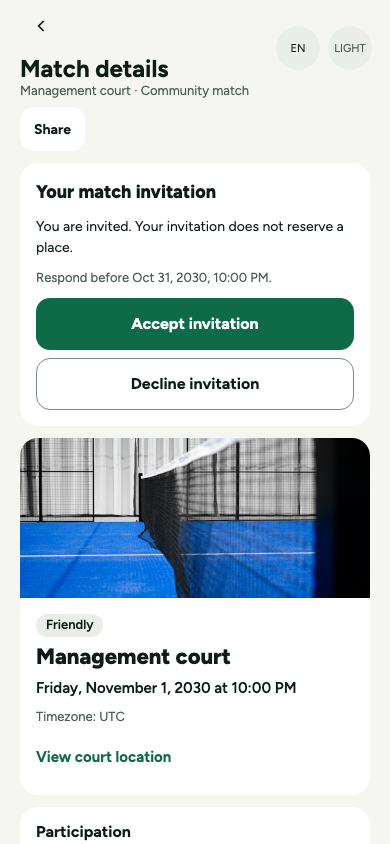 EN
LIGHT
Match details
Management court · Community match
Share
Your match invitation
You are invited. Your invitation does not reserve a
place.
Respond before Oct 31, 2030, 10:00 PM.
Accept invitation
Decline invitation
Friendly
Management court
Friday, November 1, 2030 at 10:00 PM
Timezone: UTC
View court location
Participation